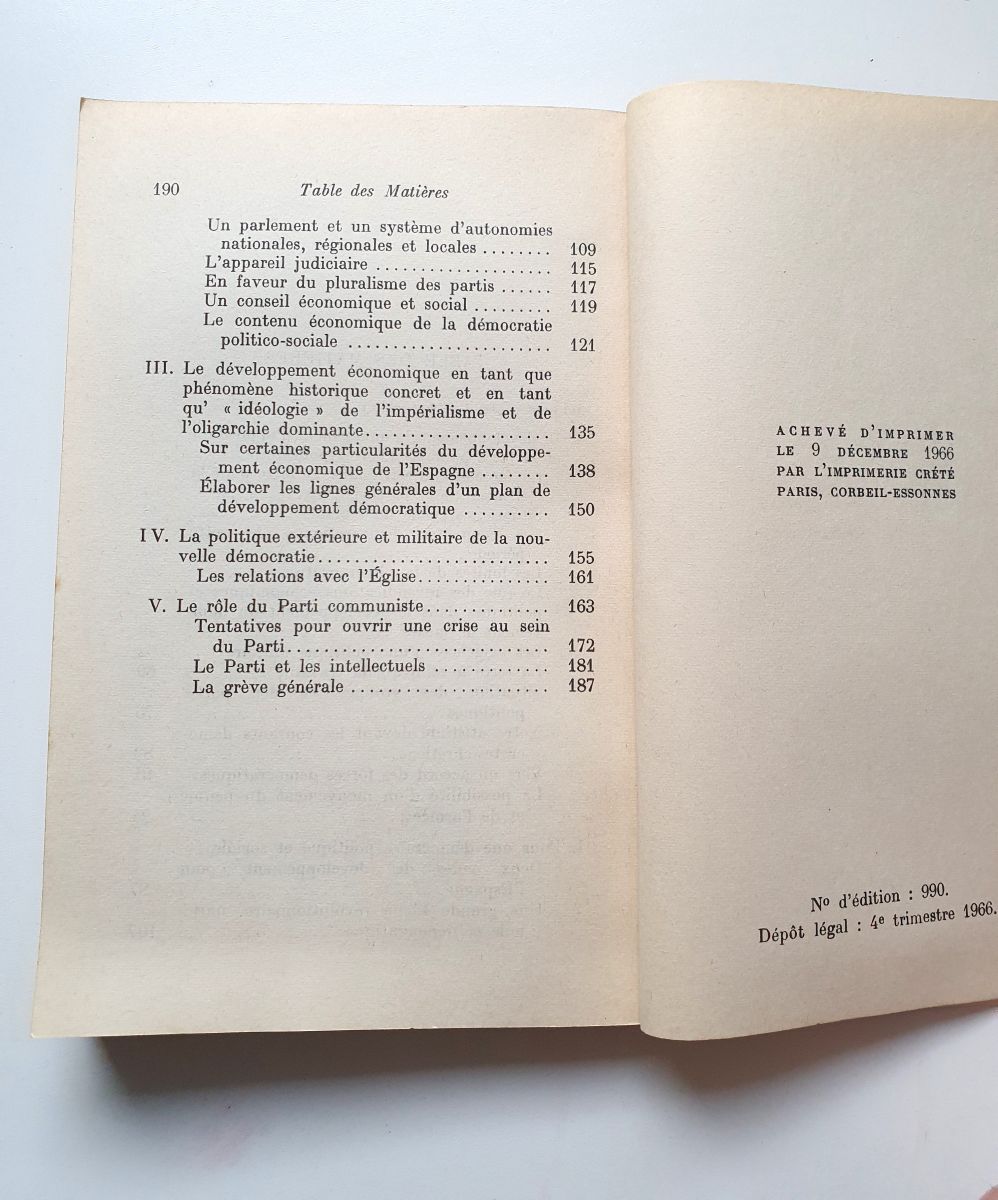 190 Table des Matières
Un parlement et un système d'autonomies
nationales, régionales et locales ........ 109
L'appareil judiciaire .................... 115
En faveur du pluralisme des partis ...... 117
Un conseil économique et social ......... 119
Le contenu économique de la démocratie
politico-sociale ....................... 121
III. Le développement économique en tant que
phénomène historique concret et en tant
qu' « idéologie » de l'impérialisme et de
l'oligarchie dominante..................... 135
Sur certaines particularités du développe-
ment économique de l'Espagne ........ 138
Élaborer les lignes générales d'un plan de
développement démocratique .......... 150
IV. La politique extérieure et militaire de la nou-
velle démocratie.......................... 155
Les relations avec l'Église............... 161
V. Le rôle du Parti communiste.............. 163
Tentatives pour ouvrir une crise au sein
du Parti.............................. 172
Le Parti et les intellectuels ............. 181
La grève générale ....................... 187
ACHEVÉ D'IMPRIMER
LE 9 DÉCEMBRE 1966
PAR L'IMPRIMERIE CRÉTÉ
PARIS, CORBEIL-ESSONNES
Nº d'édition : 990.
Dépôt légal : 4e trimestre 1966.